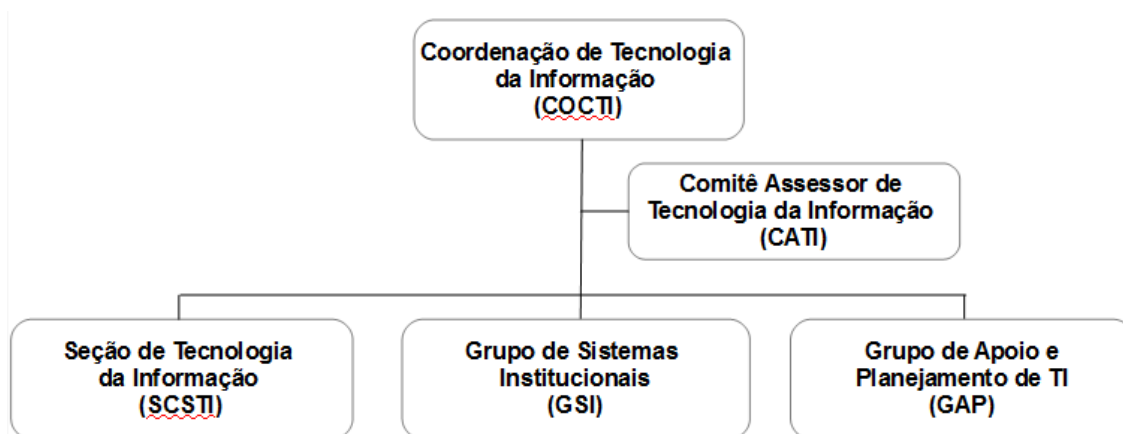 Coordenação de Tecnologia
da Informação
(COCTI)
Comitê Assessor de
Tecnologia da Informação
(CATI)
Seção de Tecnologia
da Informação
(SCSTI)
Grupo de Sistemas
Institucionais
(GSI)
Grupo de Apoio e
Planejamento de TI
(GAP)